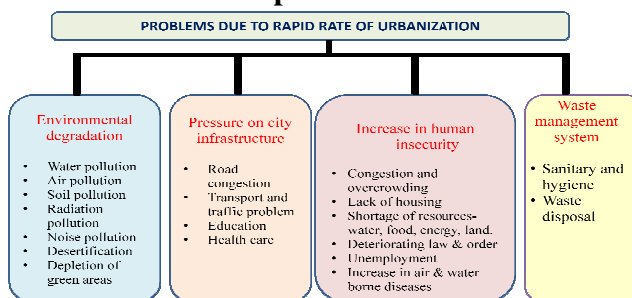 PROBLEMS DUE TO RAPID RATE OF URBANIZATION
Environmental
degradation
• Water pollution
• Air pollution
• Soil pollution
• Radiation
pollution
• Noise pollution
• Desertification
• Depletion of
green areas
Pressure on city
infrastructure
• Road
congestion
• Transport and
traffic problem
• Education
• Health care
Increase in human
insecurity
• Congestion and
overcrowding
• Lack of housing
• Shortage of resources-
water, food, energy, land.
• Deteriorating law & order
• Unemployment
• Increase in air & water
borne diseases
Waste
management
system
• Sanitary and
hygiene
• Waste
disposal